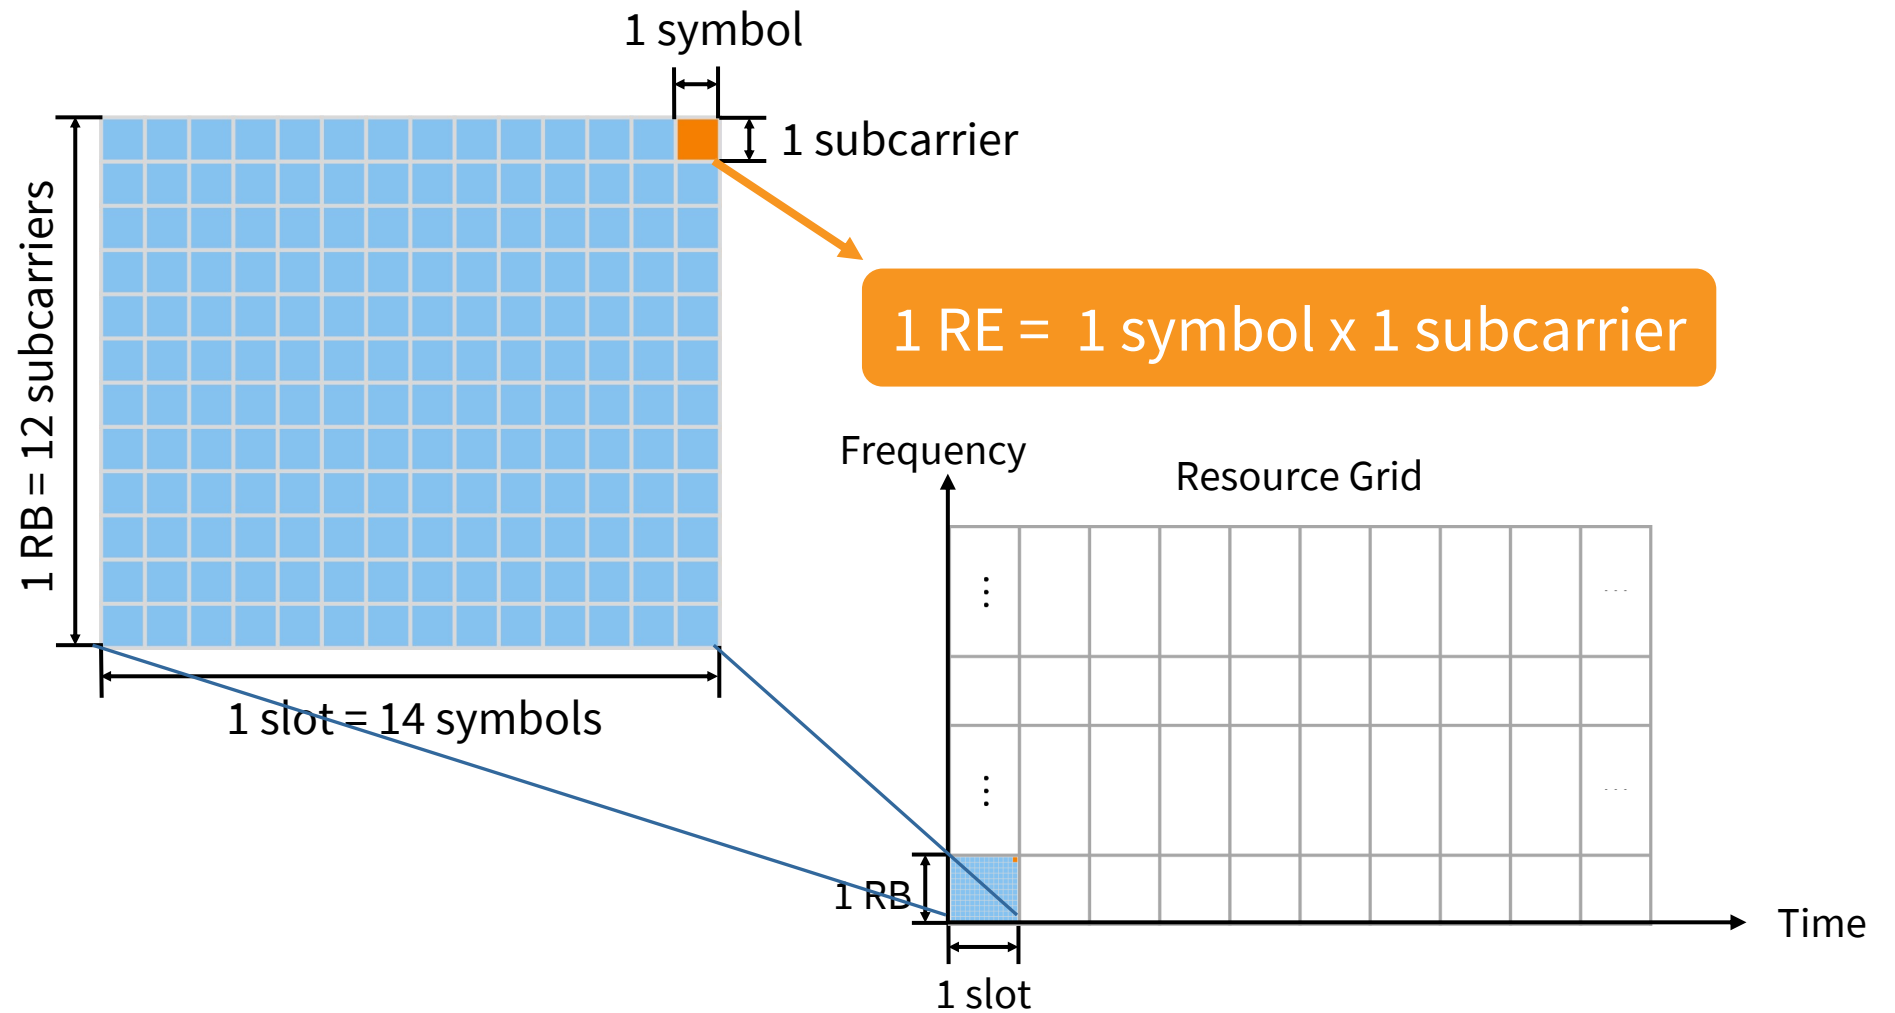 1 symbol
1 subcarrier
1 RB = 12 subcarriers
1 RE = 1 symbol x 1 subcarrier
1 slot = 14 symbols
Frequency
Resource Grid
⋮
...
⋮
...
1 RB
Time
1 slot